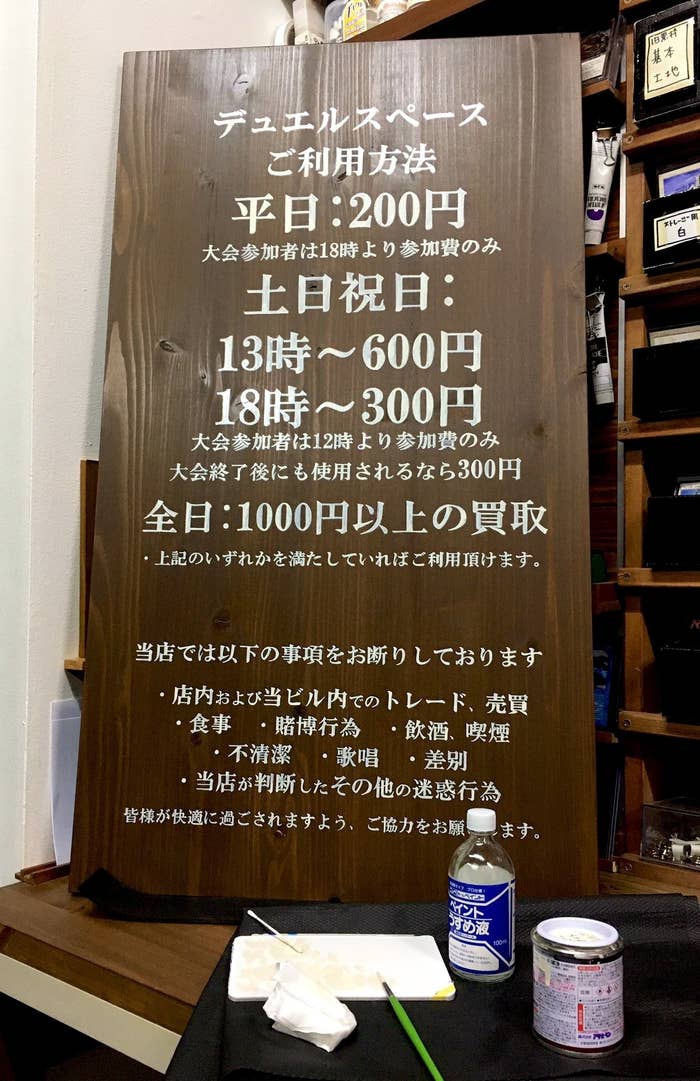 デュエルスペース
ご利用方法
平日：200円
大会参加者は18時より参加費のみ
土日祝日：
13時～600円
18時～300円
大会参加者は12時より参加費のみ
大会終了後にも使用されるなら300円
全日：1000円以上の買取
・上記のいずれかを満たしていればご利用頂けます。
当店では以下の事項をお断りしております
・店内および当ビル内でのトレード、売買
・食事　・賭博行為　・飲酒、喫煙
・不清潔　・歌唱　・差別
・当店が判断したその他の迷惑行為
皆様が快適に過ごされますよう、ご協力をお願 ます。
基本
土地
白
ペイント
うすめ液